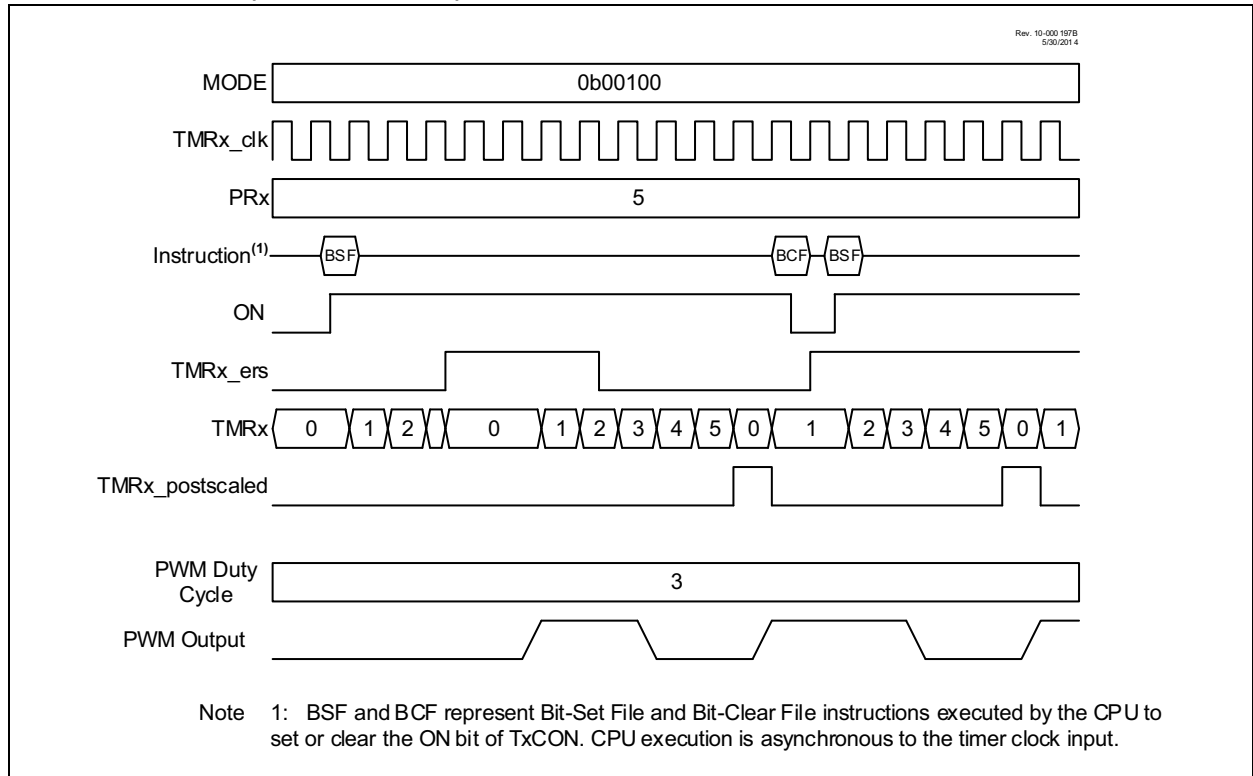 Rev. 10-000 197B
5/30/201 4
MODE
0b00100
TMRx_clk
PRx
5
Instruction(1)
BSF
BCF
BSF
ON
TMRx_ers
TMRx
0 1 2 0 1 2 3 4 5 0 1 2 3 4 5 0 1
TMRx_postscaled
PWM Duty
Cycle
3
PWM Output
Note 1: BSF and BCF represent Bit-Set File and Bit-Clear File instructions executed by the CPU to
set or clear the ON bit of TxCON. CPU execution is asynchronous to the timer clock input.